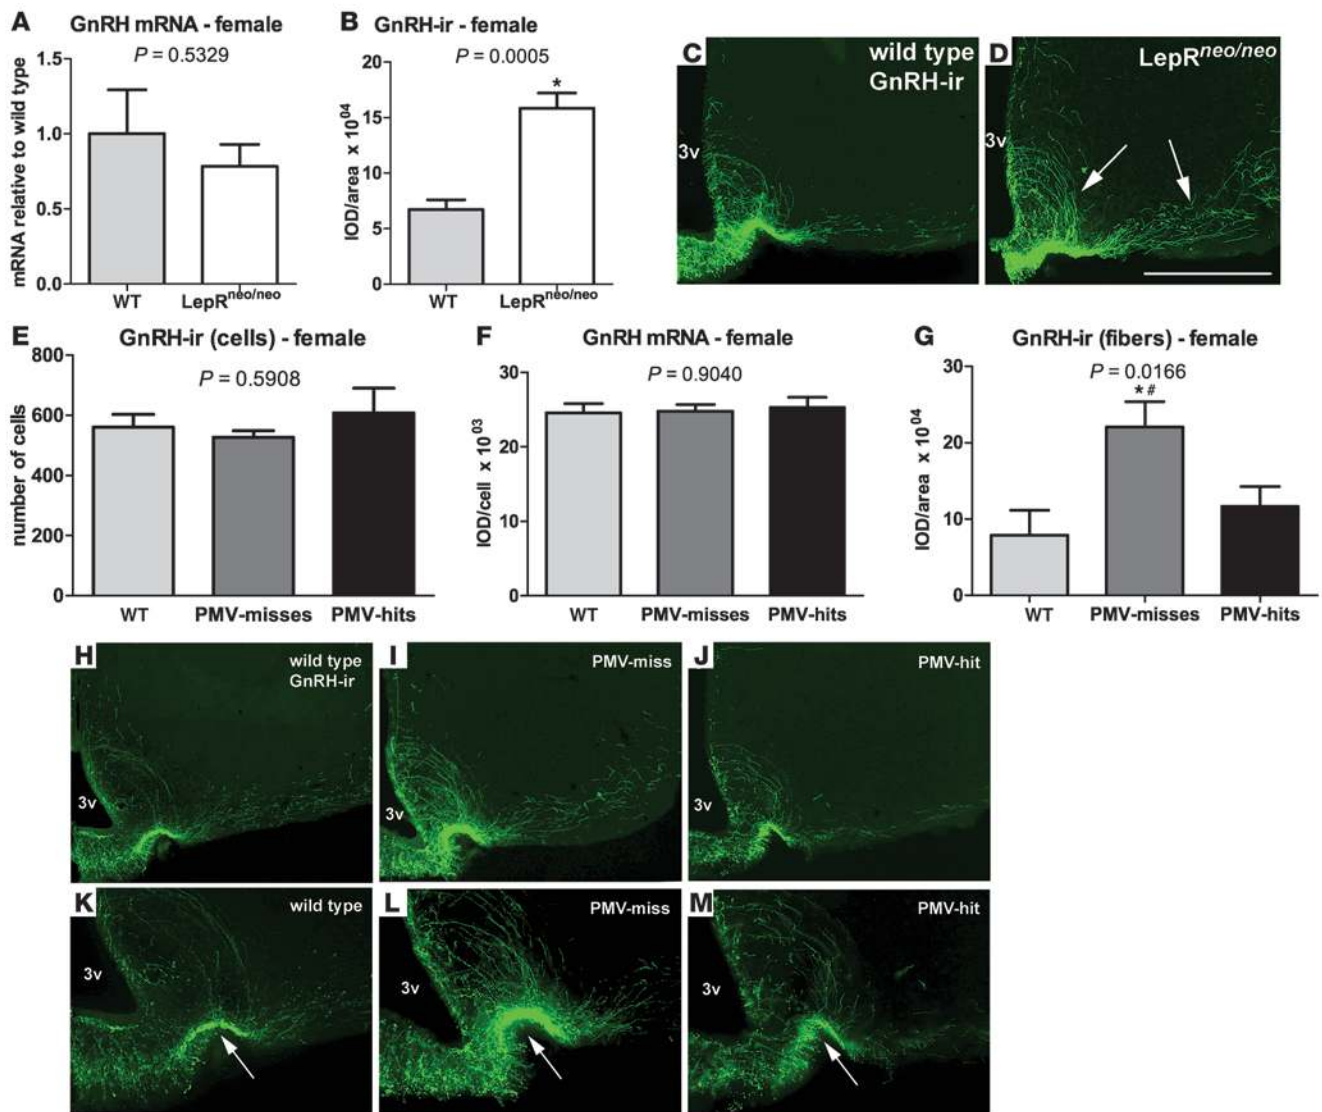 A GnRH mRNA - female
P = 0.5329
mRNA relative to wild type
1.5
1.0
0.5
0.0
WT LepR^neo/neo
B GnRH-ir - female
P = 0.0005
*
IOD/area x 10^04
20
15
10
5
0
WT LepR^neo/neo
C wild type
GnRH-ir
3v
D LepR^neo/neo
3v
E GnRH-ir (cells) - female
P = 0.5908
number of cells
800
600
400
200
0
WT PMV-misses PMV-hits
F GnRH mRNA - female
P = 0.9040
IOD/cell x 10^03
30
20
10
0
WT PMV-misses PMV-hits
G GnRH-ir (fibers) - female
P = 0.0166
*#
IOD/area x 10^04
30
20
10
0
WT PMV-misses PMV-hits
H wild type
GnRH-ir
3v
I PMV-miss
3v
J PMV-hit
3v
K wild type
3v
L PMV-miss
3v
M PMV-hit
3v